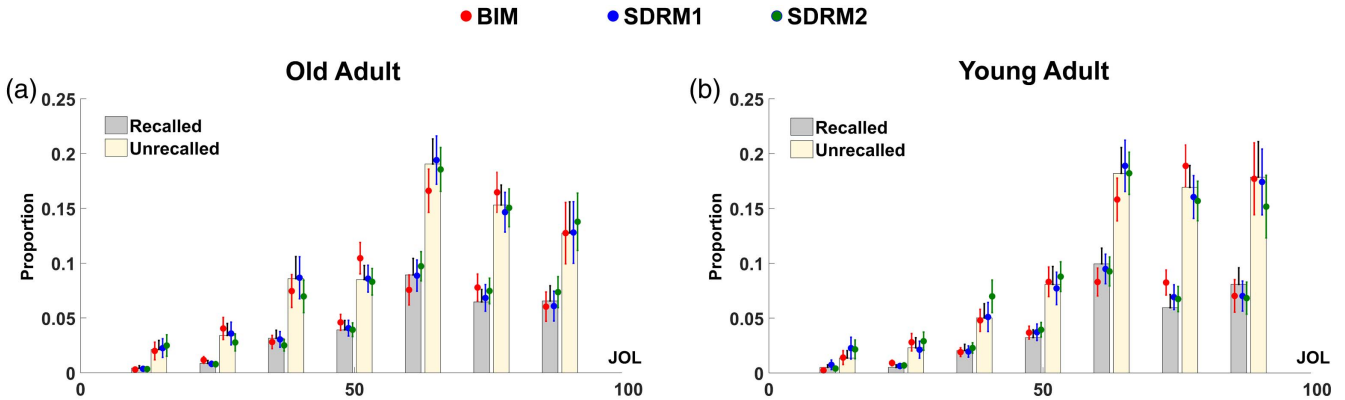 BIM SDRM1 SDRM2
(a) Old Adult
Proportion
0.25
0.2
0.15
0.1
0.05
0
Recalled
Unrecalled
JOL
0 50 100
(b) Young Adult
Proportion
0.25
0.2
0.15
0.1
0.05
0
Recalled
Unrecalled
JOL
0 50 100